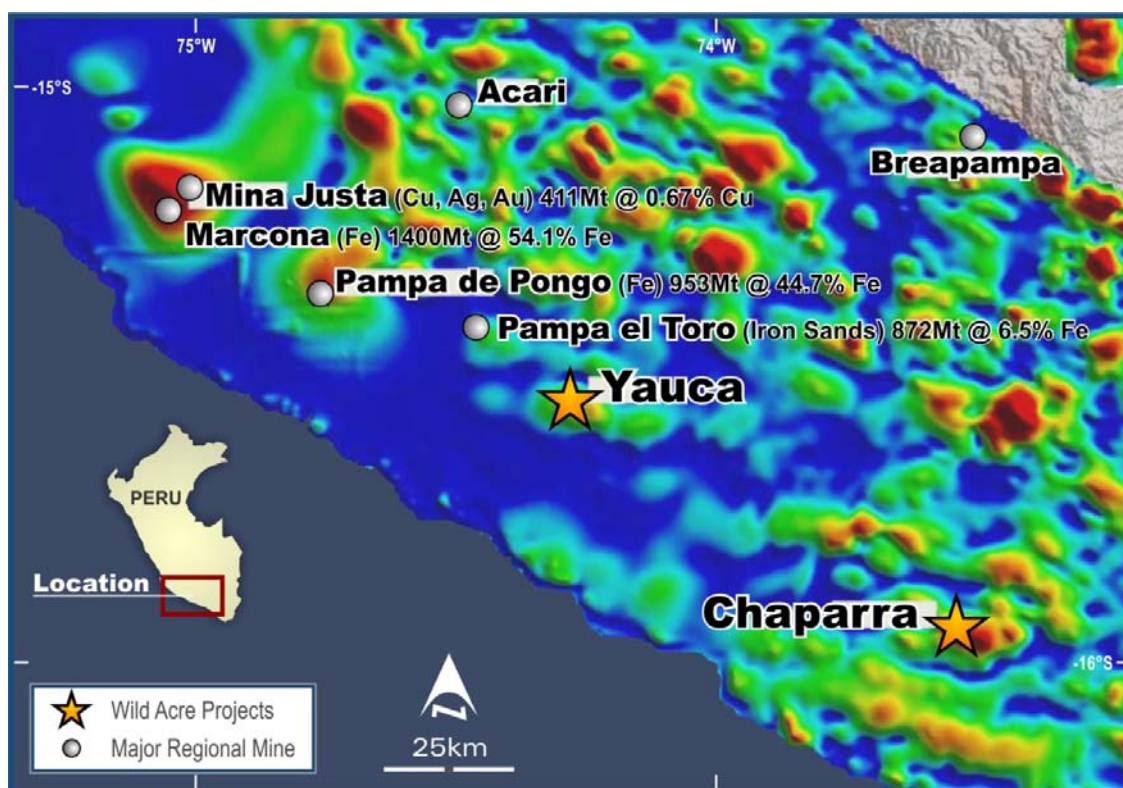 75°W
74°W
-15°S
Acari
Breapampa
Mina Justa (Cu, Ag, Au) 411Mt @ 0.67% Cu
Marcona (Fe) 1400Mt @ 54.1% Fe
Pampa de Pongo (Fe) 953Mt @ 44.7% Fe
Pampa el Toro (Iron Sands) 872Mt @ 6.5% Fe
Yauca
PERU
Location
Chaparra
-16°S
Wild Acre Projects
Major Regional Mine
N
25km